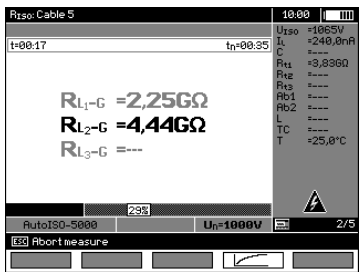 RISO: Cable 5 10:00
t=00:17 tn=00:35
RL1-G =2,25GΩ
RL2-G =4,44GΩ
RL3-G =---
UISO =1065V
IL =240,0nA
C =---
Rt1 =3,83GΩ
Rt2 =---
Rt3 =---
Ab1 =---
Ab2 =---
L =---
TC =---
T =25,0°C
29%
AutoISO-5000 Un=1000V 2/5
ESC Abort measure